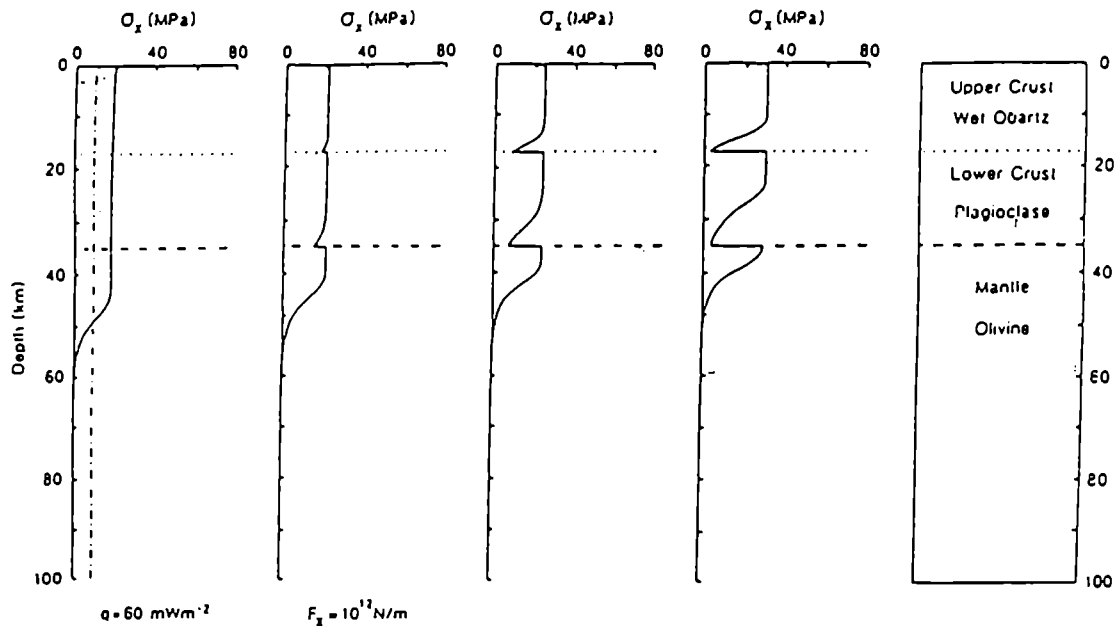 σx (MPa) σx (MPa) σx (MPa) σx (MPa)
0 40 80 0 40 80 0 40 80 0 40 80
0 0
Upper Crust
Wet Quartz
20 20
Lower Crust
Plagioclase
40 40
Mantle
Olivine
Depth (km)
60 60
80 80
100 100
q = 60 mWm⁻² Fx = 10¹² N/m